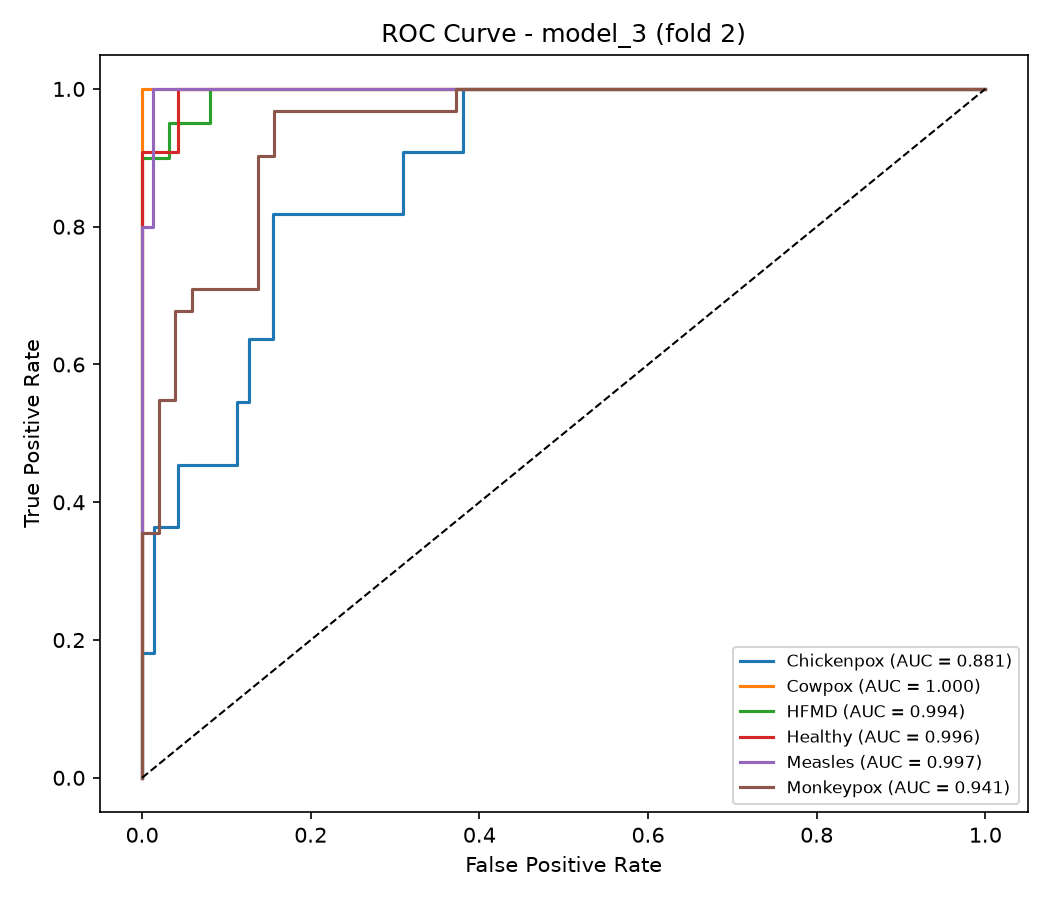 ROC Curve - model_3 (fold 2)
1.0
0.8
0.6
0.4
0.2
0.0
True Positive Rate
0.0 0.2 0.4 0.6 0.8 1.0
False Positive Rate
Chickenpox (AUC = 0.881)
Cowpox (AUC = 1.000)
HFMD (AUC = 0.994)
Healthy (AUC = 0.996)
Measles (AUC = 0.997)
Monkeypox (AUC = 0.941)